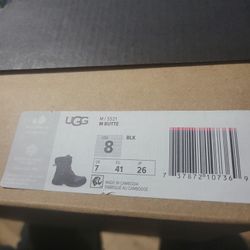 UGG
M / 5521
M BUTTE
BLK
8
7 41 26
MADE IN CAMBODIA
FABRIQUÉ AU CAMBODGE
7 37872 10736 9